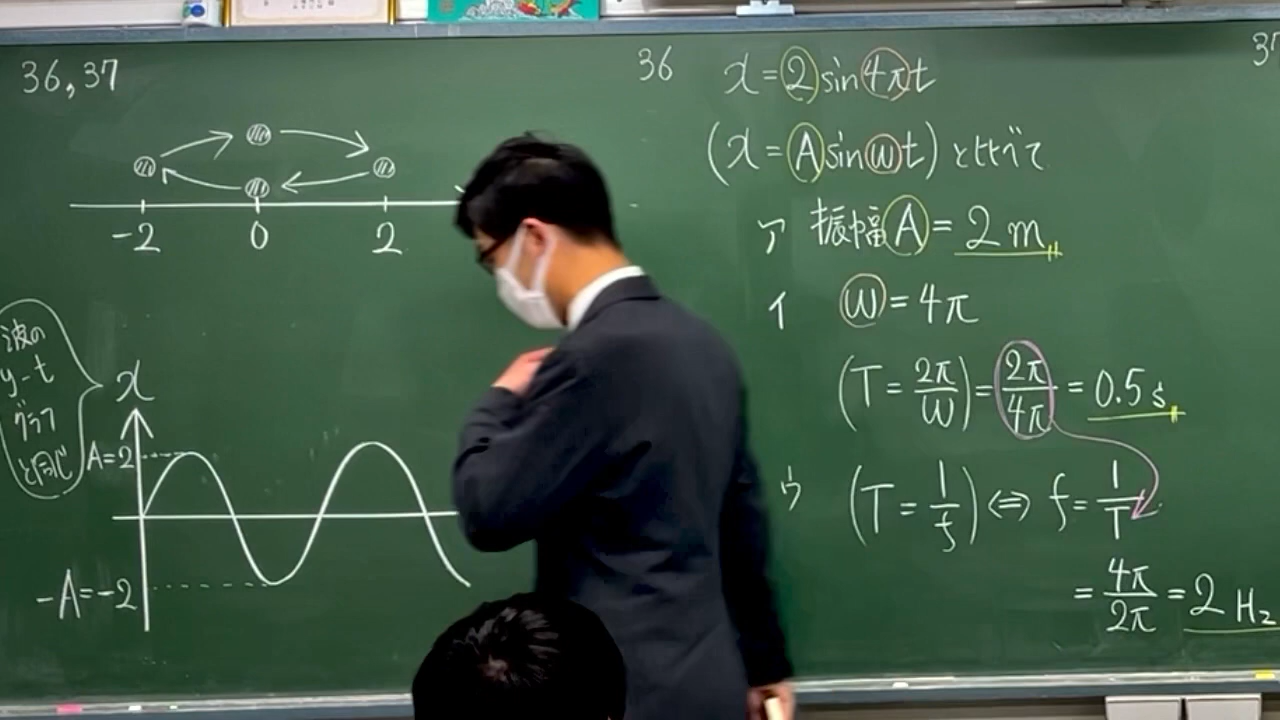 36,37
-2 0 2
波の
y-t
グラフ
と同じ
x
A=2
-A=-2
36 x=2sin4πt
(x=Asinωt)とくらべて
ア 振幅A=2m
イ ω=4π
(T=2π/ω)=2π/4π=0.5s
ウ (T=1/f)⇔f=1/T
=4π/2π=2Hz
37